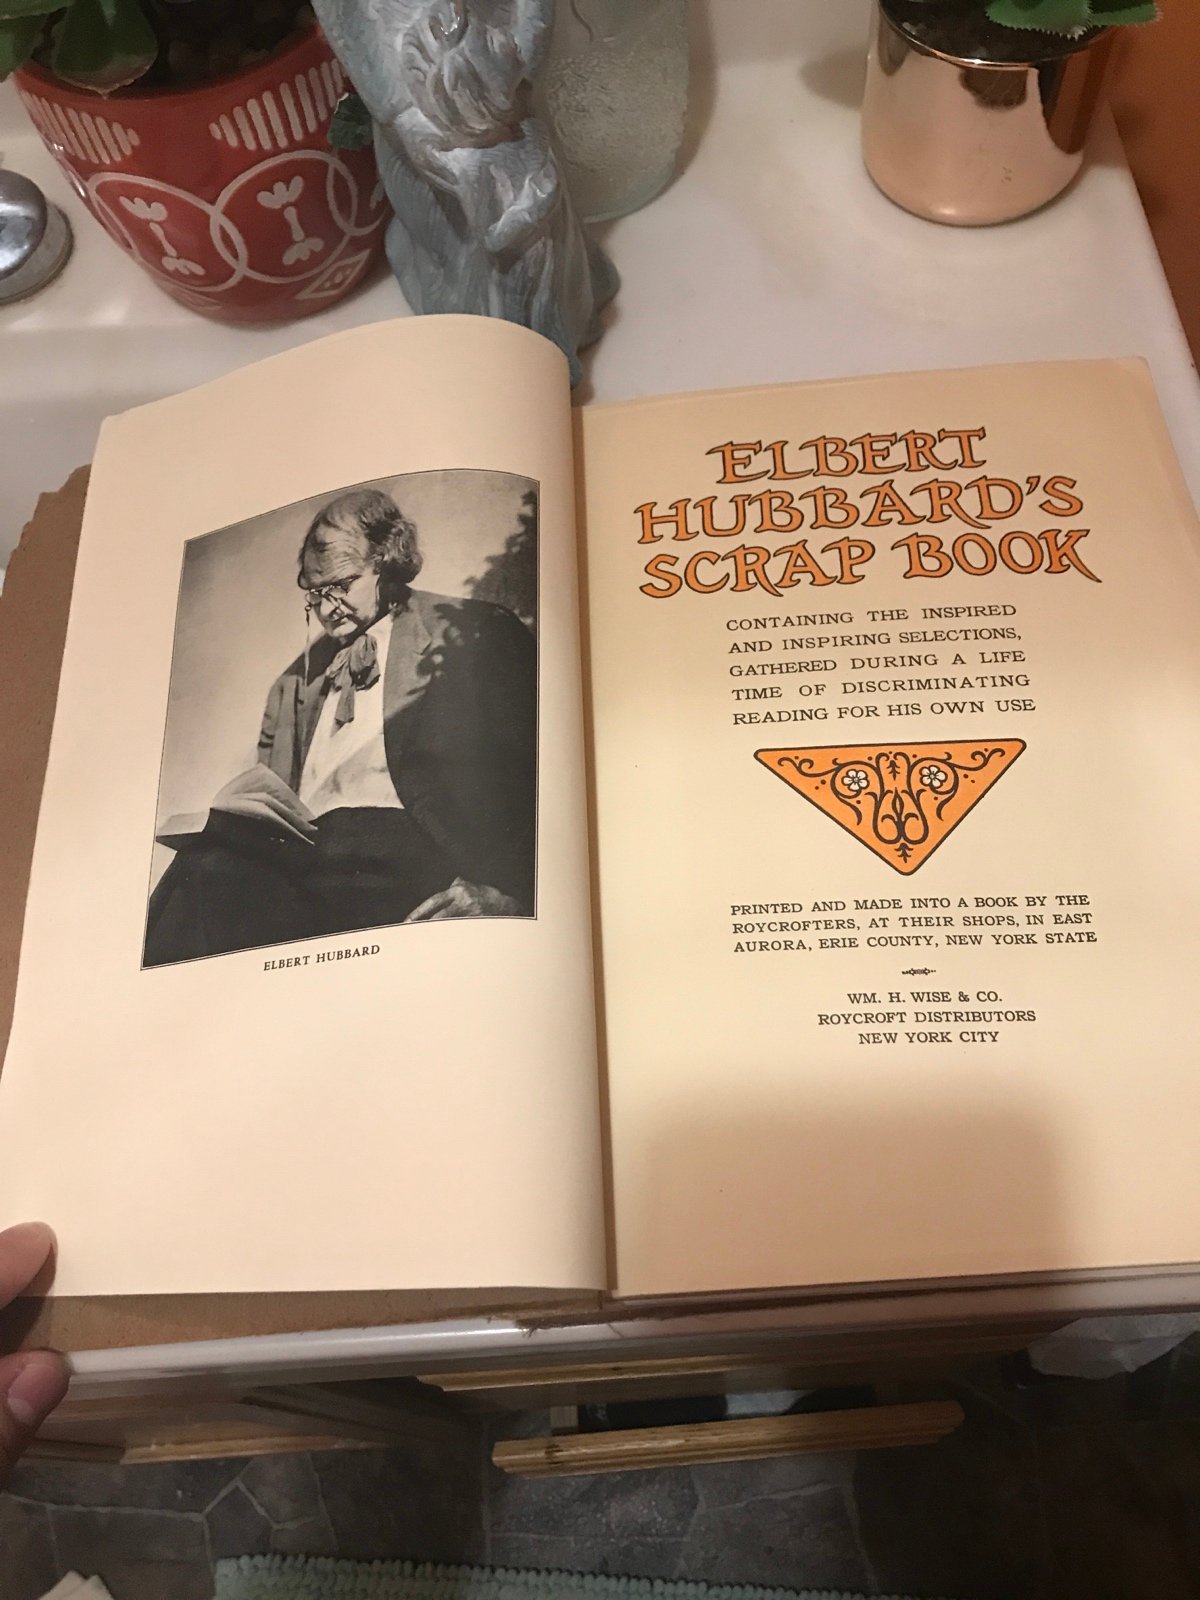 ELBERT HUBBARD
ELBERT
HUBBARD'S
SCRAP BOOK
CONTAINING THE INSPIRED
AND INSPIRING SELECTIONS,
GATHERED DURING A LIFE
TIME OF DISCRIMINATING
READING FOR HIS OWN USE
PRINTED AND MADE INTO A BOOK BY THE
ROYCROFTERS, AT THEIR SHOPS, IN EAST
AURORA, ERIE COUNTY, NEW YORK STATE
WM. H. WISE & CO.
ROYCROFT DISTRIBUTORS
NEW YORK CITY